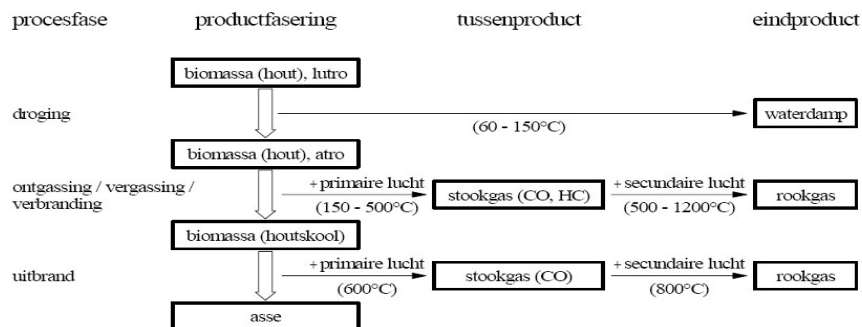 procesfase productfasering tussenproduct eindproduct
biomassa (hout), lutro
droging
(60 - 150°C)
waterdamp
biomassa (hout), atro
ontgassing / vergassing /
verbranding
+ primaire lucht
(150 - 500°C)
stookgas (CO, HC)
+ secundaire lucht
(500 - 1200°C)
rookgas
biomassa (houtskool)
uitbrand
+ primaire lucht
(600°C)
stookgas (CO)
+ secundaire lucht
(800°C)
rookgas
asse